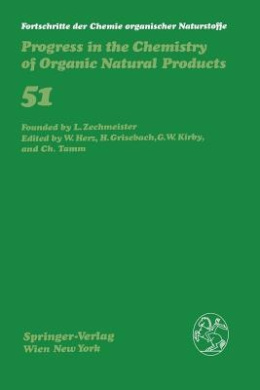 Fortschritte der Chemie organischer Naturstoffe
Progress in the Chemistry
of Organic Natural Products
51
Founded by L. Zechmeister
Edited by W. Herz, H. Grisebach, G.W. Kirby,
and Ch. Tamm
Springer-Verlag
Wien New York